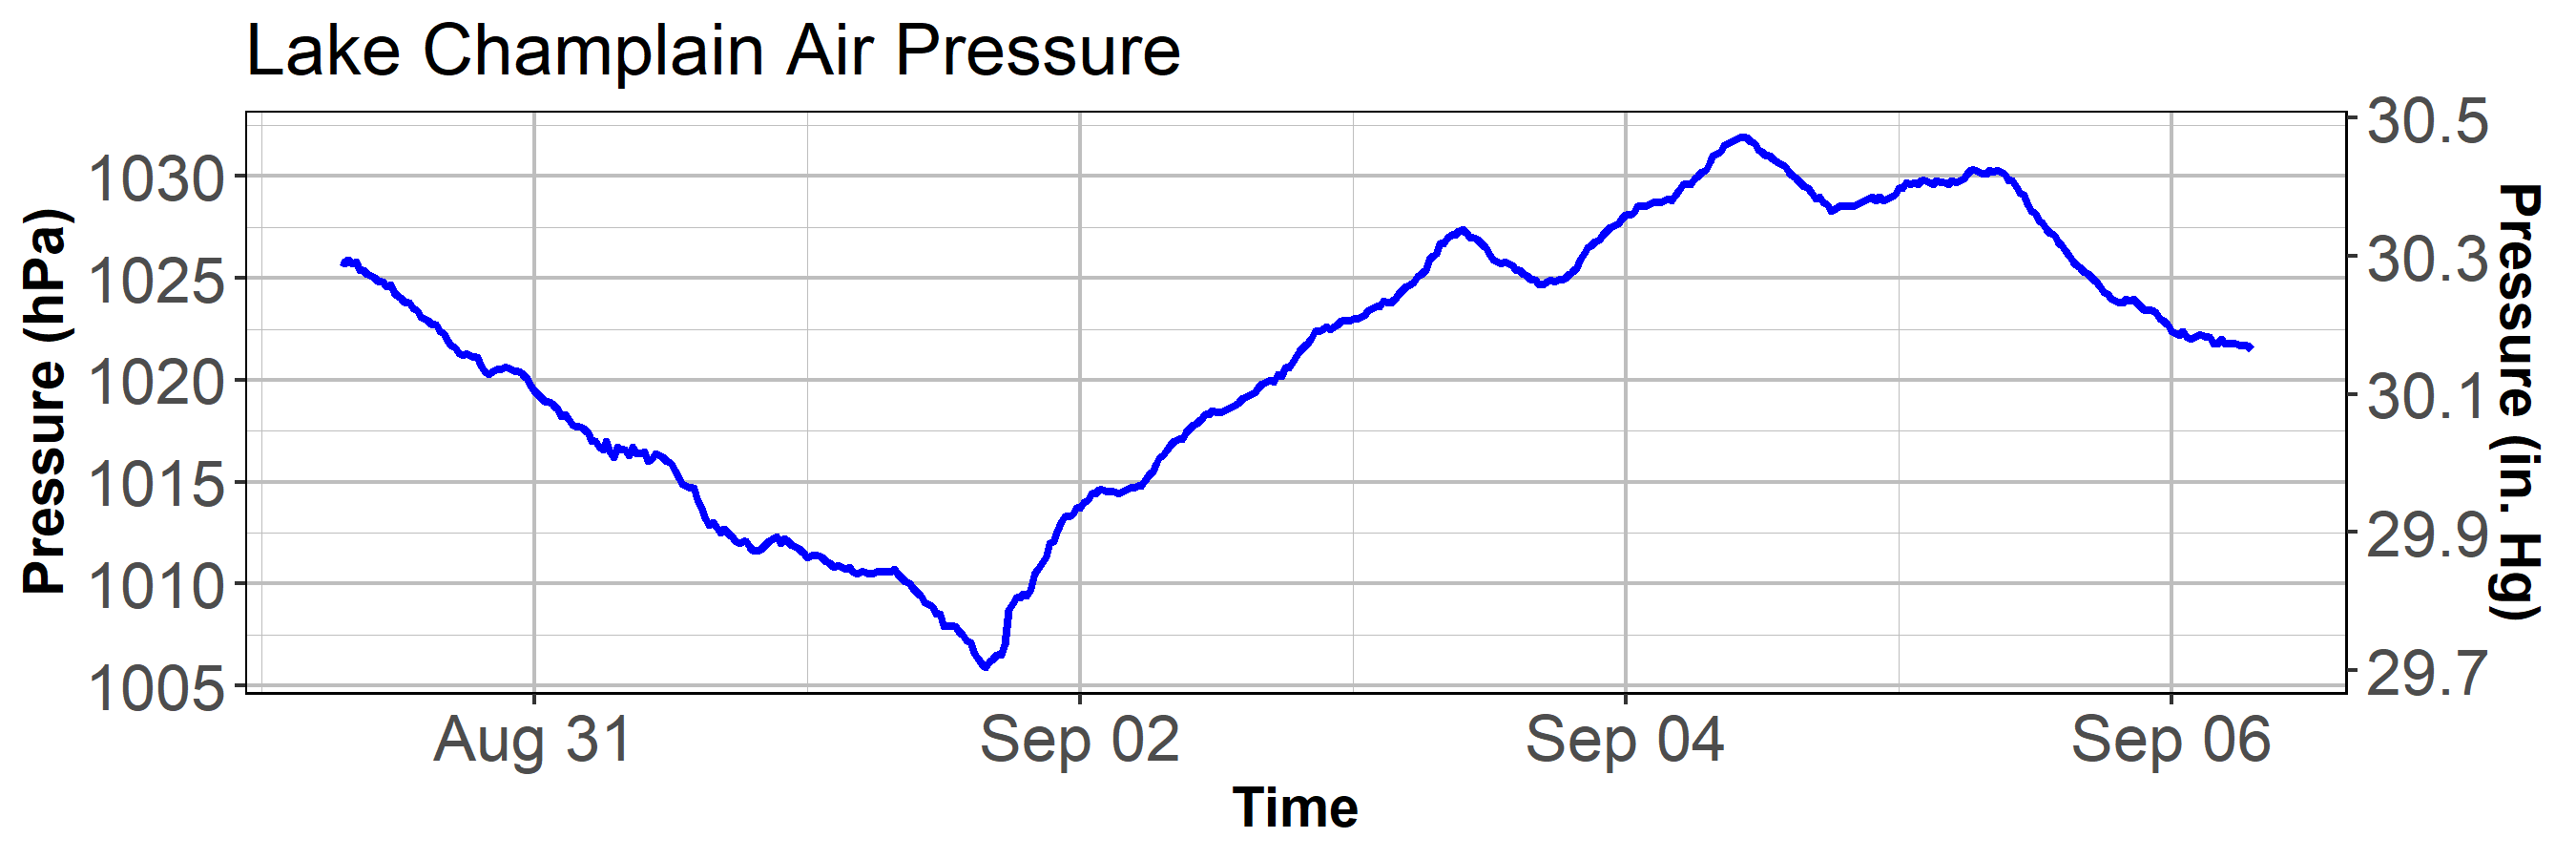 Lake Champlain Air Pressure
Pressure (hPa)
1030
1025
1020
1015
1010
1005
30.5
30.3
30.1
29.9
29.7
Pressure (in. Hg)
Aug 31
Sep 02
Sep 04
Sep 06
Time